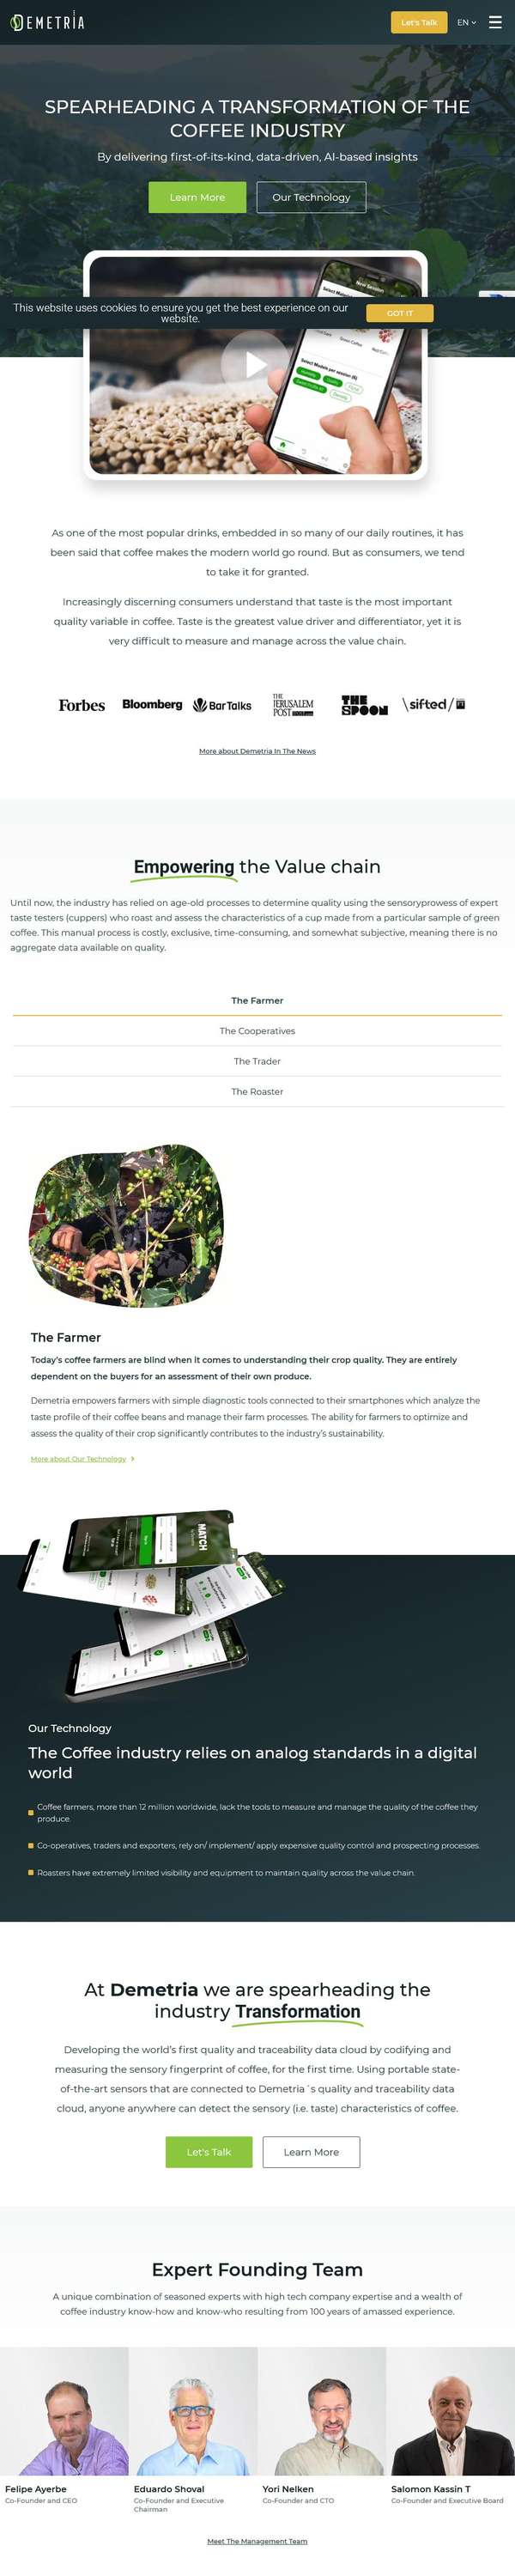 DEMETRIA
Let's Talk
EN
SPEARHEADING A TRANSFORMATION OF THE
COFFEE INDUSTRY
By delivering first-of-its-kind, data-driven, AI-based insights
Learn More
Our Technology
New Session
This website uses cookies to ensure you get the best experience on our
website.
GOT IT
Select Models per session (6)
As one of the most popular drinks, embedded in so many of our daily routines, it has
been said that coffee makes the modern world go round. But as consumers, we tend
to take it for granted.
Increasingly discerning consumers understand that taste is the most important
quality variable in coffee. Taste is the greatest value driver and differentiator, yet it is
very difficult to measure and manage across the value chain.
Forbes
Bloomberg
BarTalks
THE
JERUSALEM
POST
THE
SPOON
\sifted/
More about Demetria In The News
Empowering the Value chain
Until now, the industry has relied on age-old processes to determine quality using the sensoryprowess of expert
taste testers (cuppers) who roast and assess the characteristics of a cup made from a particular sample of green
coffee. This manual process is costly, exclusive, time-consuming, and somewhat subjective, meaning there is no
aggregate data available on quality.
The Farmer
The Cooperatives
The Trader
The Roaster
The Farmer
Today's coffee farmers are blind when it comes to understanding their crop quality. They are entirely
dependent on the buyers for an assessment of their own produce.
Demetria empowers farmers with simple diagnostic tools connected to their smartphones which analyze the
taste profile of their coffee beans and manage their farm processes. The ability for farmers to optimize and
assess the quality of their crop significantly contributes to the industry's sustainability.
More about Our Technology
MATCH
Our Technology
The Coffee industry relies on analog standards in a digital
world
Coffee farmers, more than 12 million worldwide, lack the tools to measure and manage the quality of the coffee they
produce.
Co-operatives, traders and exporters, rely on/ implement/ apply expensive quality control and prospecting processes.
Roasters have extremely limited visibility and equipment to maintain quality across the value chain.
At Demetria we are spearheading the
industry Transformation
Developing the world's first quality and traceability data cloud by codifying and
measuring the sensory fingerprint of coffee, for the first time. Using portable state-
of-the-art sensors that are connected to Demetria´s quality and traceability data
cloud, anyone anywhere can detect the sensory (i.e. taste) characteristics of coffee.
Let's Talk
Learn More
Expert Founding Team
A unique combination of seasoned experts with high tech company expertise and a wealth of
coffee industry know-how and know-who resulting from 100 years of amassed experience.
Felipe Ayerbe
Co-Founder and CEO
Eduardo Shoval
Co-Founder and Executive
Chairman
Yori Nelken
Co-Founder and CTO
Salomon Kassin T
Co-Founder and Executive Board
Meet The Management Team